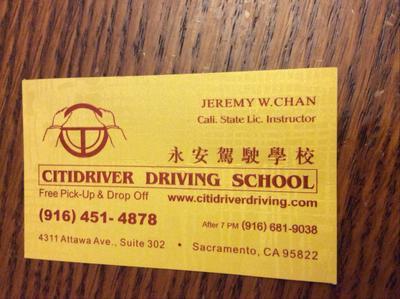 JEREMY W.CHAN
Cali. State Lic. Instructor
永安駕駛學校
CITIDRIVER DRIVING SCHOOL
Free Pick-Up & Drop Off www.citidriverdriving.com
(916) 451- 4878 After 7 PM (916) 681-9038
4311 Attawa Ave., Suite 302 • Sacramento, CA 95822